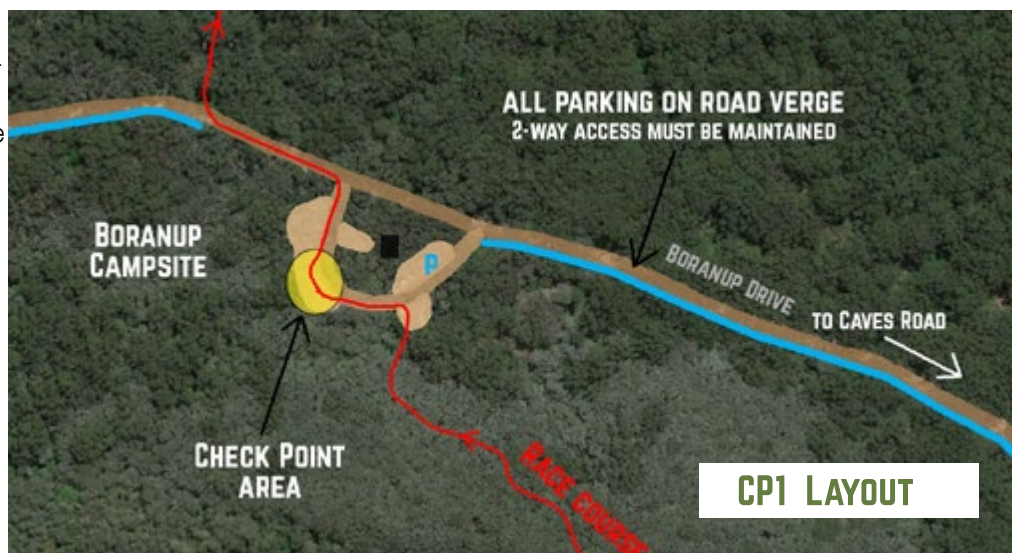 e
ALL PARKING ON ROAD VERGE
2-WAY ACCESS MUST BE MAINTAINED
BORANUP
CAMPSITE
P
BORANUP DRIVE
TO CAVES ROAD
CHECK POINT
AREA
RACE COURSE
CP1 LAYOUT